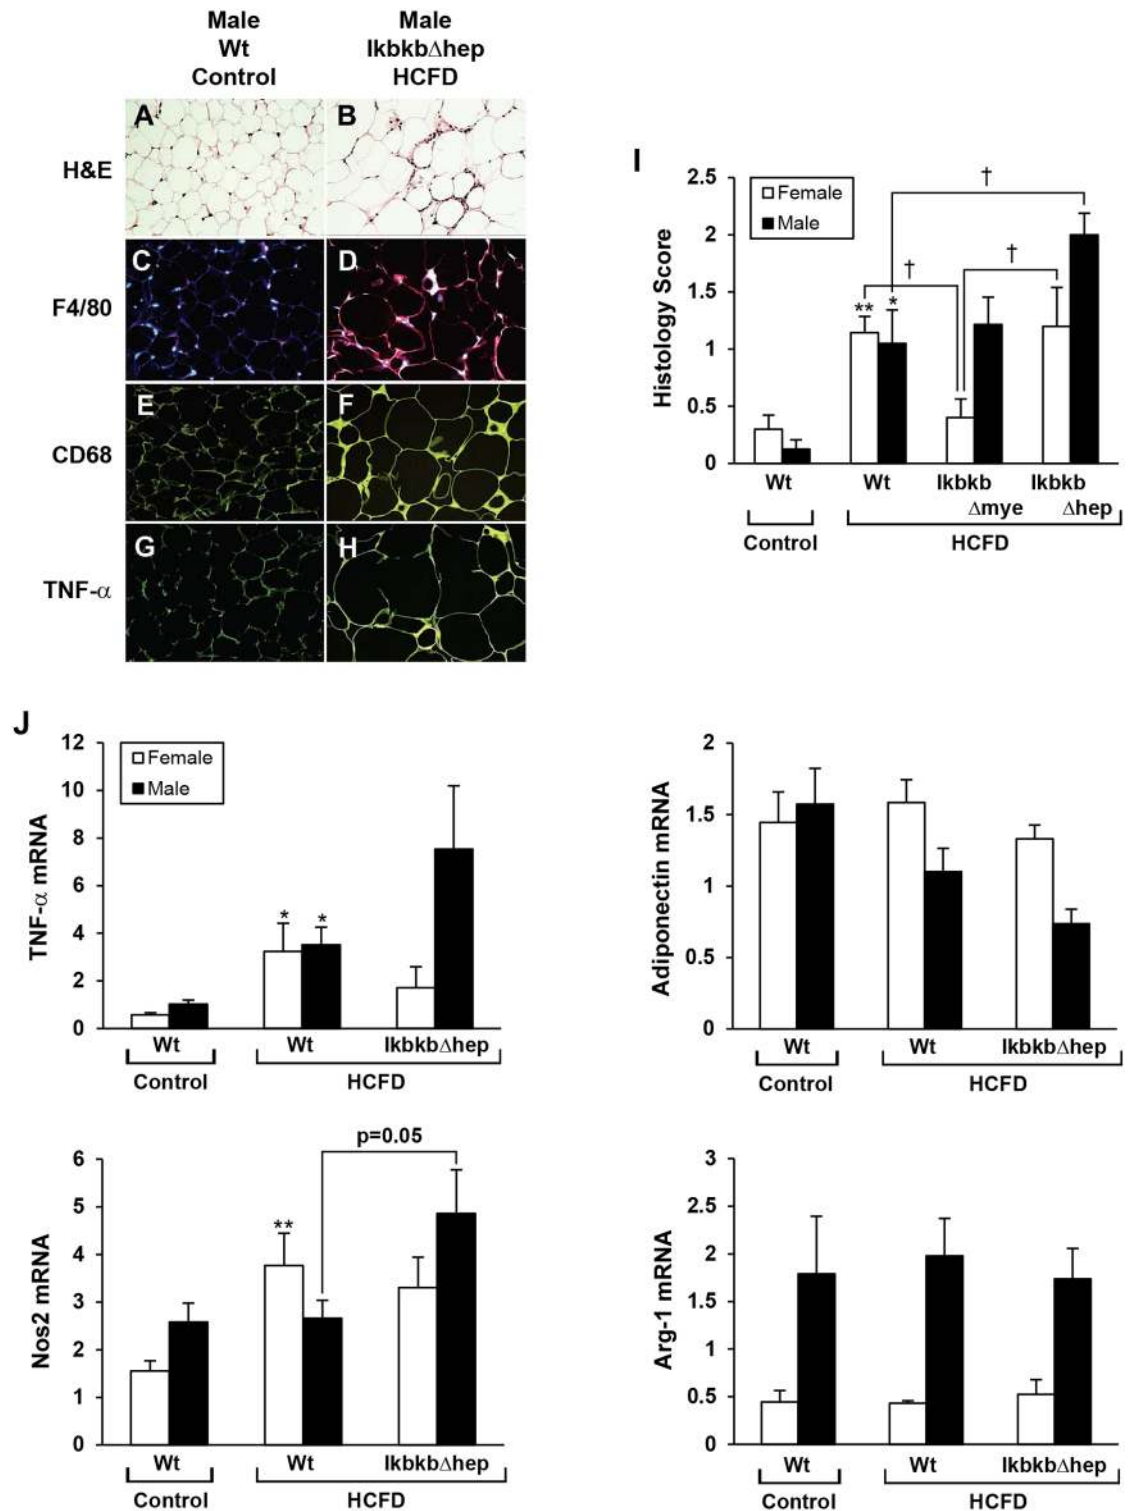 Male
Wt
Control
Male
Ikbkb∆hep
HCFD
H&E
A
B
F4/80
C
D
CD68
E
F
TNF-α
G
H
I
Histology Score
2.5
2
1.5
1
0.5
0
Female
Male
†
†
†
** *
Wt
Wt
Ikbkb
∆mye
Ikbkb
∆hep
Control
HCFD
J
TNF-α mRNA
12
10
8
6
4
2
0
Female
Male
* *
Wt
Wt
Ikbkb∆hep
Control
HCFD
Adiponectin mRNA
2
1.5
1
0.5
0
Wt
Wt
Ikbkb∆hep
Control
HCFD
Nos2 mRNA
6
5
4
3
2
1
0
p=0.05
**
Wt
Wt
Ikbkb∆hep
Control
HCFD
Arg-1 mRNA
3
2.5
2
1.5
1
0.5
0
Wt
Wt
Ikbkb∆hep
Control
HCFD